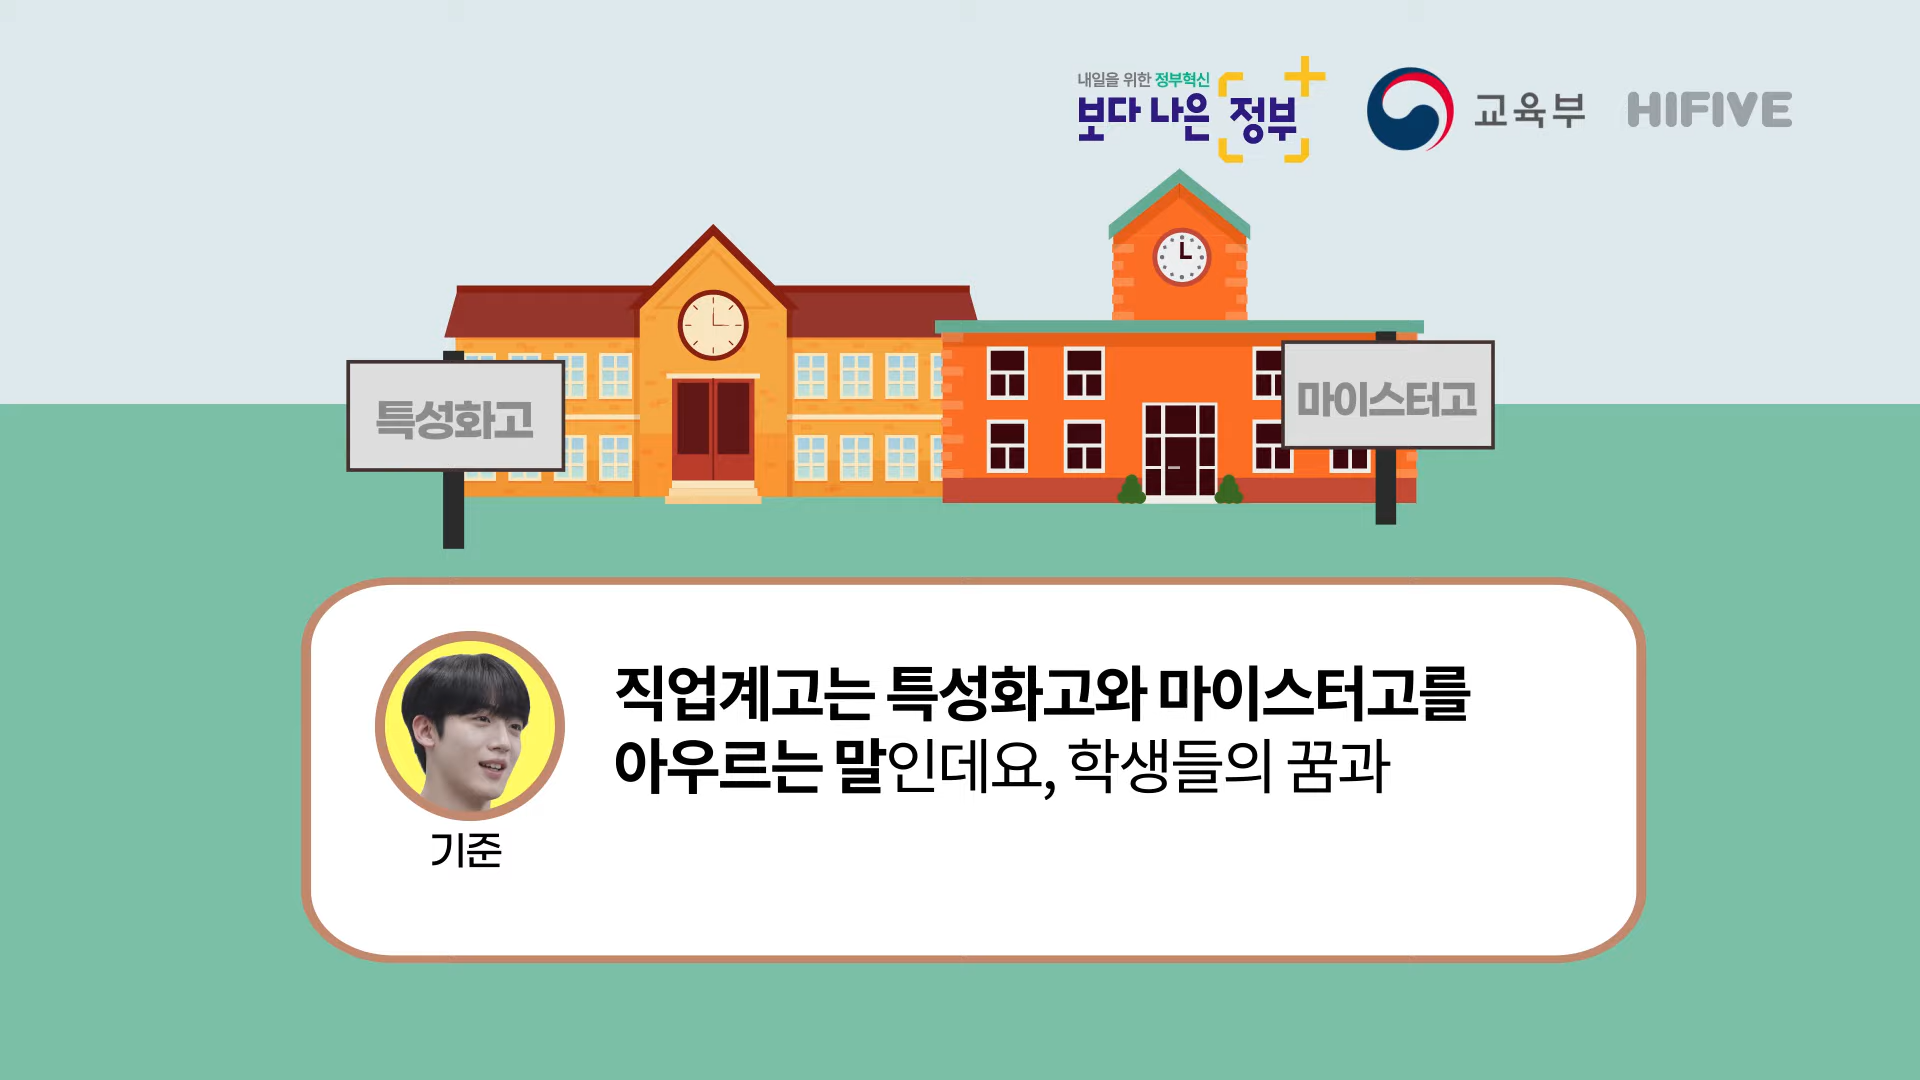 내일을 위한 정부혁신
보다 나은 정부
교육부
HIFIVE
특성화고
마이스터고
직업계고는 특성화고와 마이스터고를
아우르는 말인데요, 학생들의 꿈과
기준